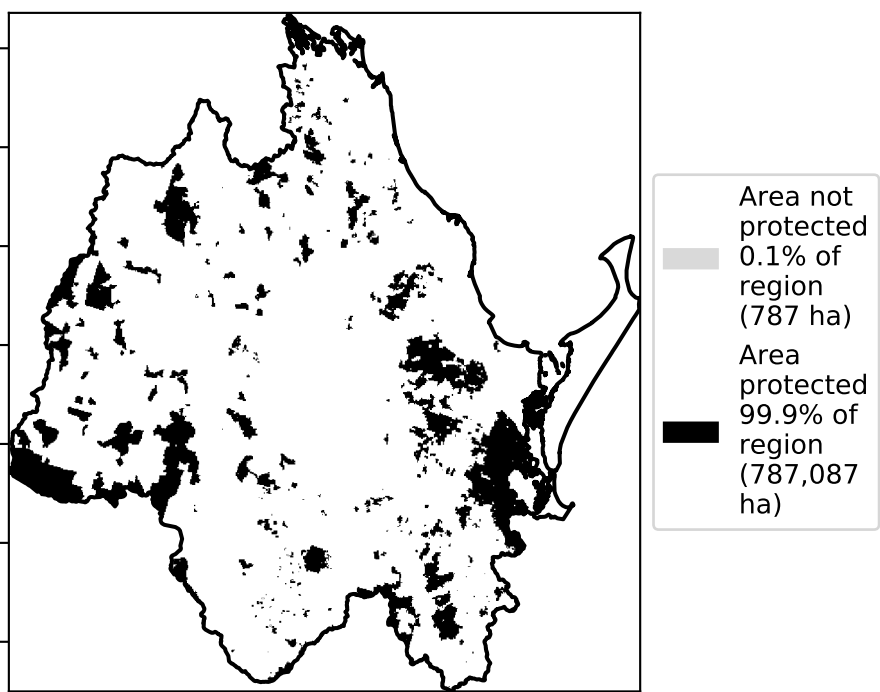 Area not
protected
0.1% of
region
(787 ha)
Area
protected
99.9% of
region
(787,087
ha)